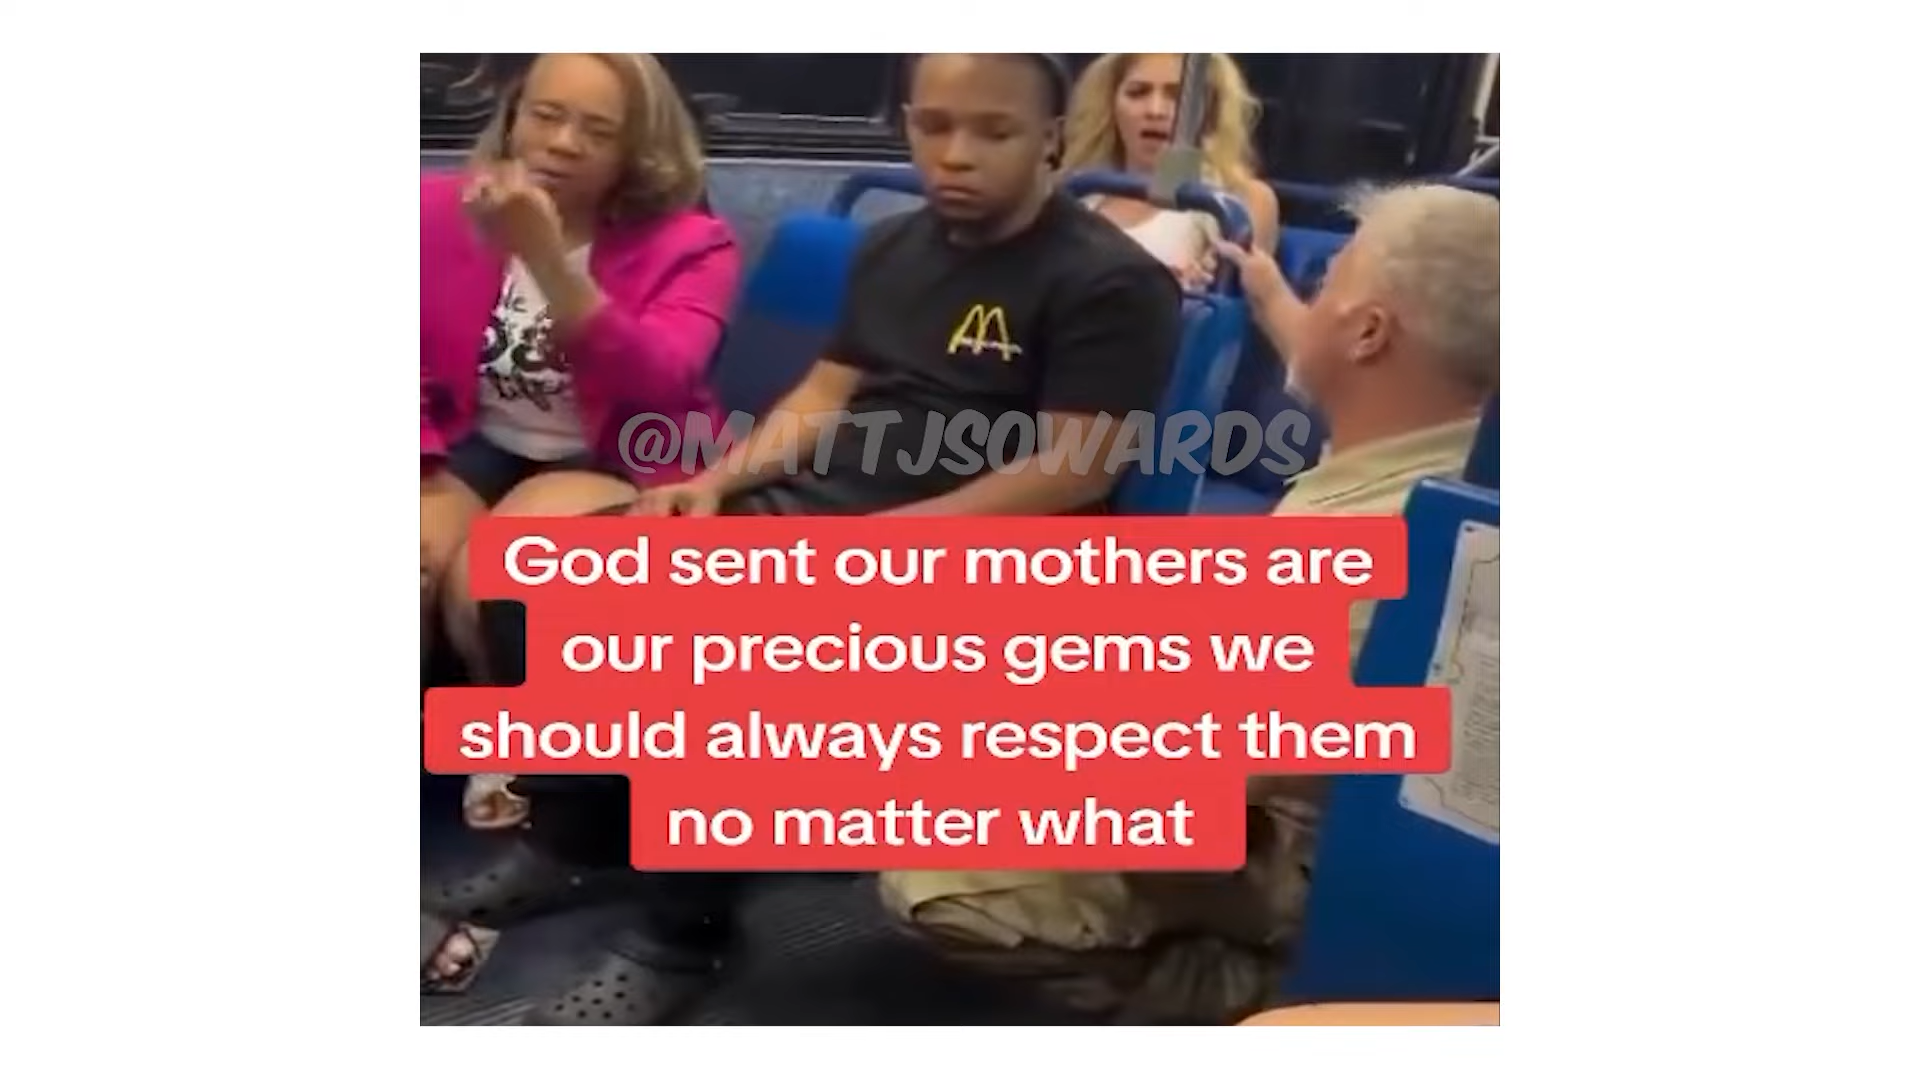 @MATTJSOWARDS
God sent our mothers are
our precious gems we
should always respect them
no matter what